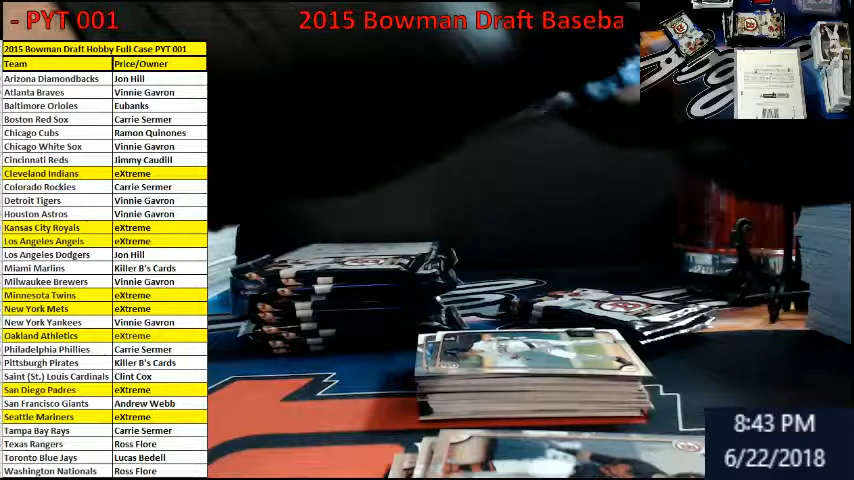 - PYT 001 2015 Bowman Draft Baseba
2015 Bowman Draft Hobby Full Case PYT 001
Team Price/Owner
Arizona Diamondbacks Jon Hill
Atlanta Braves Vinnie Gavron
Baltimore Orioles Eubanks
Boston Red Sox Carrie Sermer
Chicago Cubs Ramon Quinones
Chicago White Sox Vinnie Gavron
Cincinnati Reds Jimmy Caudill
Cleveland Indians eXtreme
Colorado Rockies Carrie Sermer
Detroit Tigers Vinnie Gavron
Houston Astros Vinnie Gavron
Kansas City Royals eXtreme
Los Angeles Angels eXtreme
Los Angeles Dodgers Jon Hill
Miami Marlins Killer B's Cards
Milwaukee Brewers Vinnie Gavron
Minnesota Twins eXtreme
New York Mets eXtreme
New York Yankees Vinnie Gavron
Oakland Athletics eXtreme
Philadelphia Phillies Carrie Sermer
Pittsburgh Pirates Killer B's Cards
Saint (St.) Louis Cardinals Clint Cox
San Diego Padres eXtreme
San Francisco Giants Andrew Webb
Seattle Mariners eXtreme
Tampa Bay Rays Carrie Sermer
Texas Rangers Ross Flore
Toronto Blue Jays Lucas Bedell
Washington Nationals Ross Flore
8:43 PM
6/22/2018